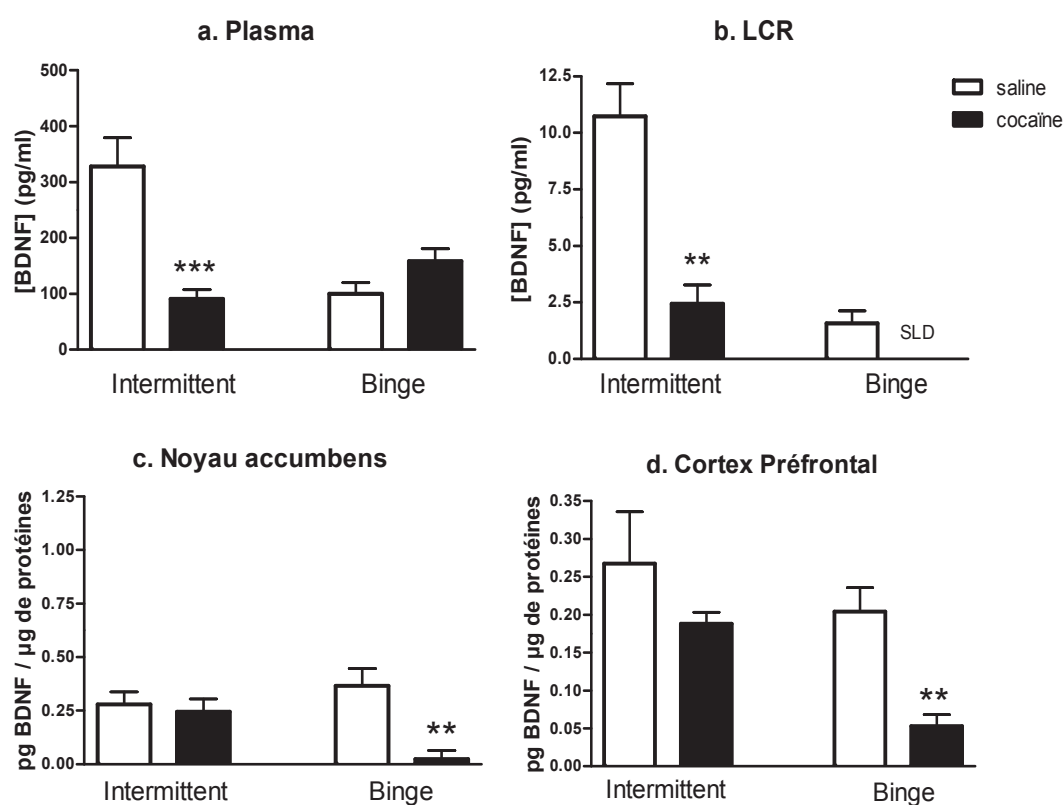 a. Plasma
[BDNF] (pg/ml)
500
400
300
200
100
0
***
Intermittent
Binge
b. LCR
[BDNF] (pg/ml)
12.5
10.0
7.5
5.0
2.5
0.0
**
SLD
Intermittent
Binge
saline
cocaïne
c. Noyau accumbens
pg BDNF / µg de protéines
1.25
1.00
0.75
0.50
0.25
0.00
**
Intermittent
Binge
d. Cortex Préfrontal
pg BDNF / µg de protéines
0.35
0.30
0.25
0.20
0.15
0.10
0.05
0.00
**
Intermittent
Binge